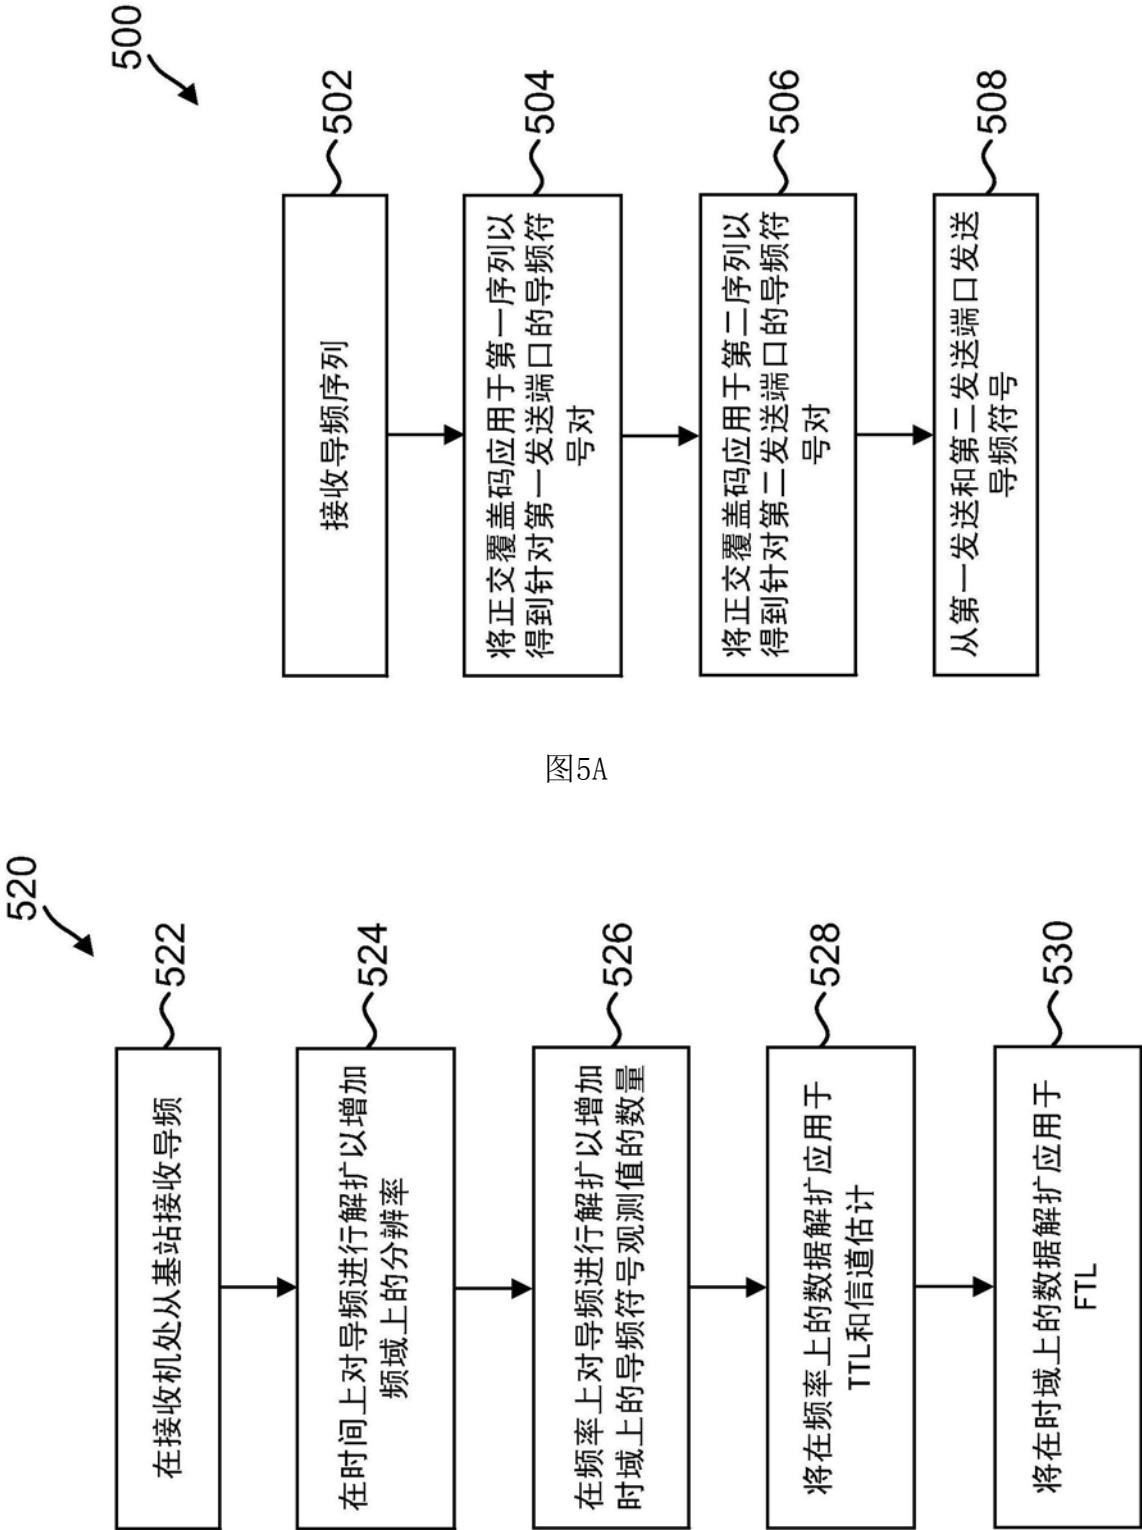 500
接收导频序列
502
将正交覆盖码应用于第一序列以
得到针对第一发送端口的导频符
号对
504
将正交覆盖码应用于第二序列以
得到针对第二发送端口的导频符
号对
506
从第一发送和第二发送端口发送
导频符号
508
图5A
520
在接收机处从基站接收导频
522
在时间上对导频进行解扩以增加
频域上的分辨率
524
在频率上对导频进行解扩以增加
时域上的导频符号观测值的数量
526
将在频率上的数据解扩应用于
TTL和信道估计
528
将在时域上的数据解扩应用于
FTL
530